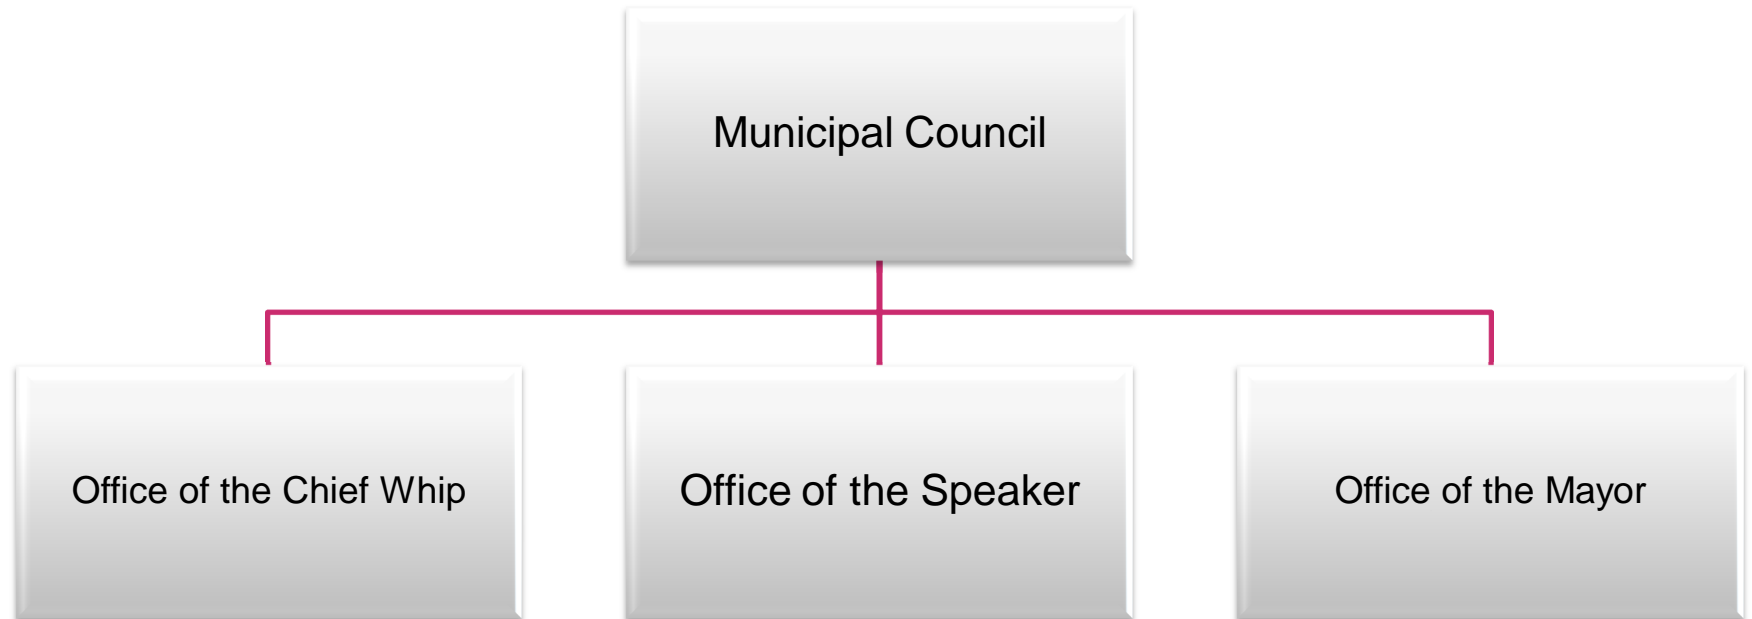 Municipal Council
Office of the Chief Whip
Office of the Speaker
Office of the Mayor